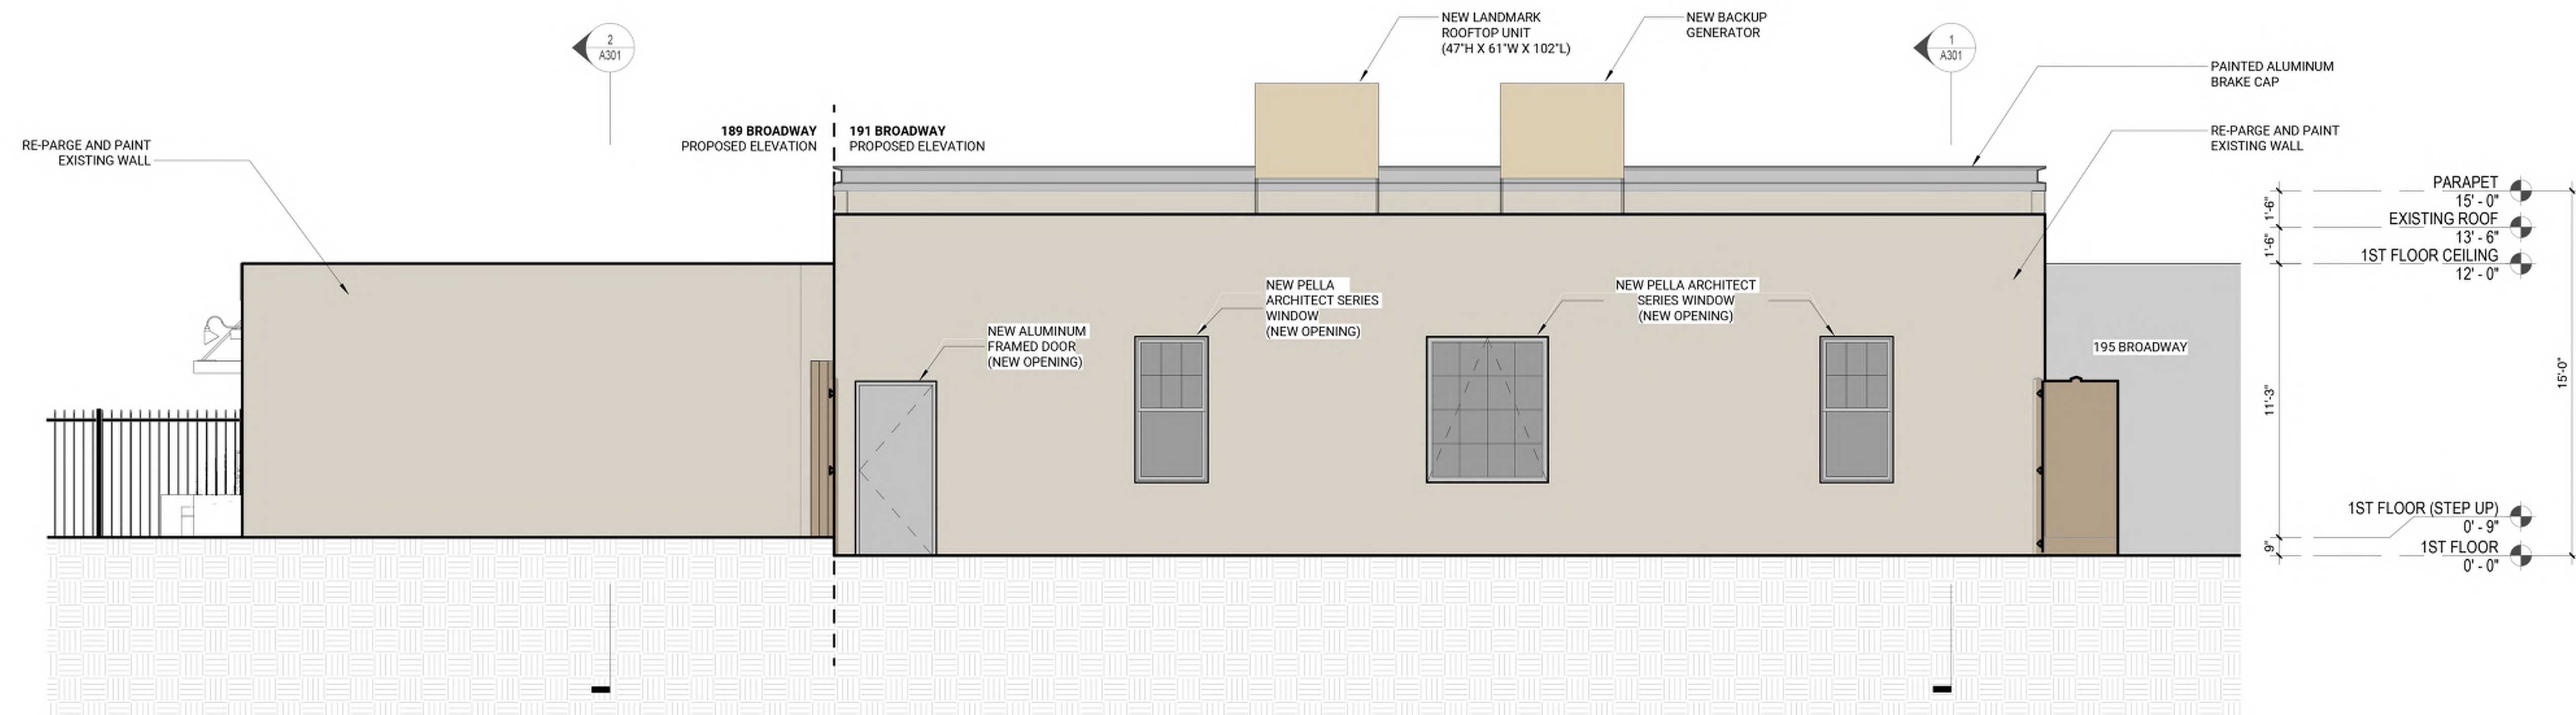 2
A301
NEW LANDMARK
ROOFTOP UNIT
(47"H X 61"W X 102"L)
NEW BACKUP
GENERATOR
1
A301
PAINTED ALUMINUM
BRAKE CAP
RE-PARGE AND PAINT
EXISTING WALL
189 BROADWAY
PROPOSED ELEVATION
191 BROADWAY
PROPOSED ELEVATION
RE-PARGE AND PAINT
EXISTING WALL
PARAPET
15' - 0"
1'-6"
EXISTING ROOF
13' - 6"
1'-6"
1ST FLOOR CEILING
12' - 0"
NEW PELLA
ARCHITECT SERIES
WINDOW
(NEW OPENING)
NEW PELLA ARCHITECT
SERIES WINDOW
(NEW OPENING)
NEW ALUMINUM
FRAMED DOOR
(NEW OPENING)
195 BROADWAY
11'-3"
15'-0"
1ST FLOOR (STEP UP)
0' - 9"
9"
1ST FLOOR
0' - 0"